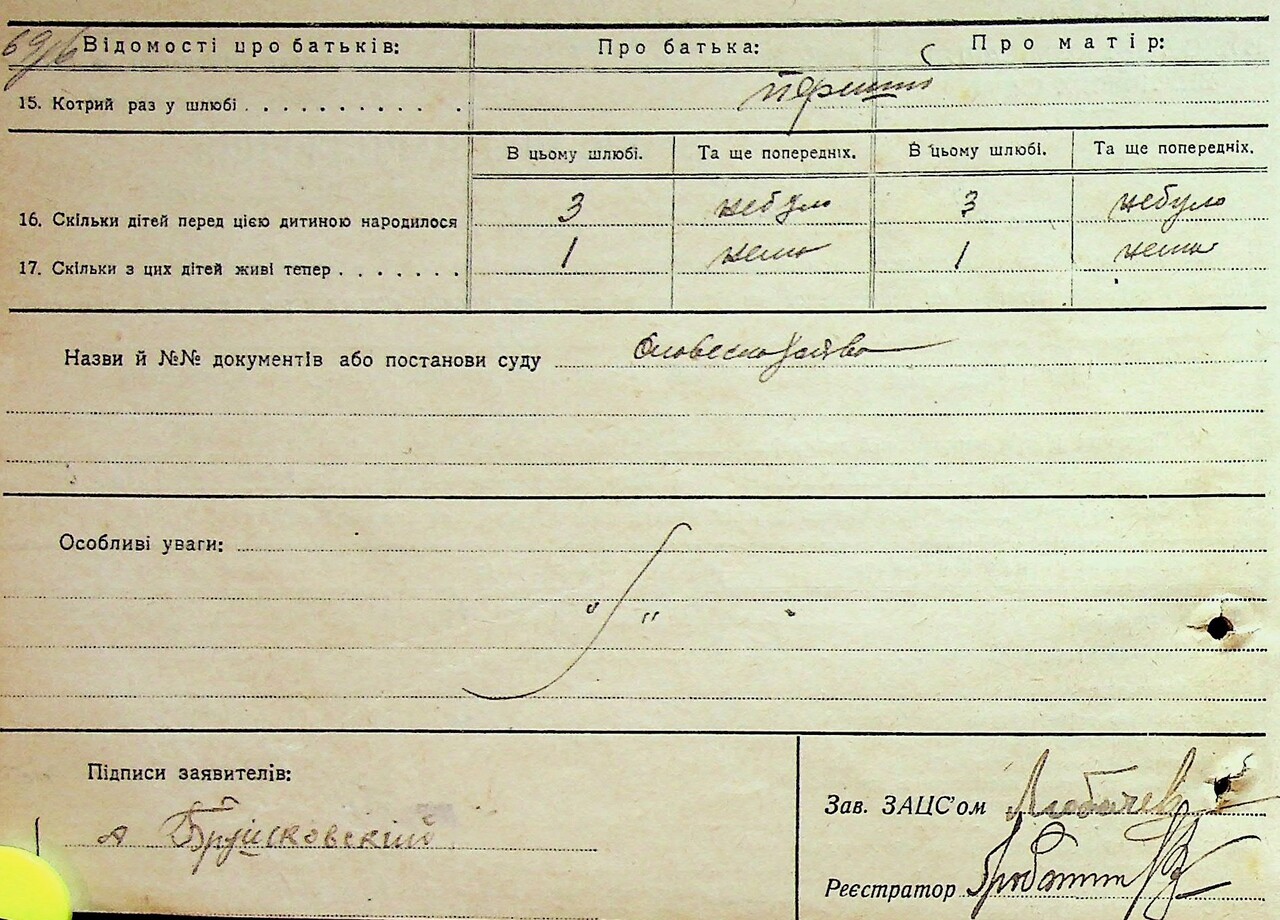 69/6 Відомості про батьків: Про батька: Про матір:
15. Котрий раз у шлюбі перший
В цьому шлюбі. Та ще попередніх. В цьому шлюбі. Та ще попередніх.
16. Скільки дітей перед цією дитиною народилося 3 небуло 3 небуло
17. Скільки з цих дітей живі тепер 1 нема 1 нема
Назви й №№ документів або постанови суду Словесна заява
Особливі уваги:
Підписи заявителів:
Зав. ЗАЦС'ом
А Бруйсковский
Реєстратор